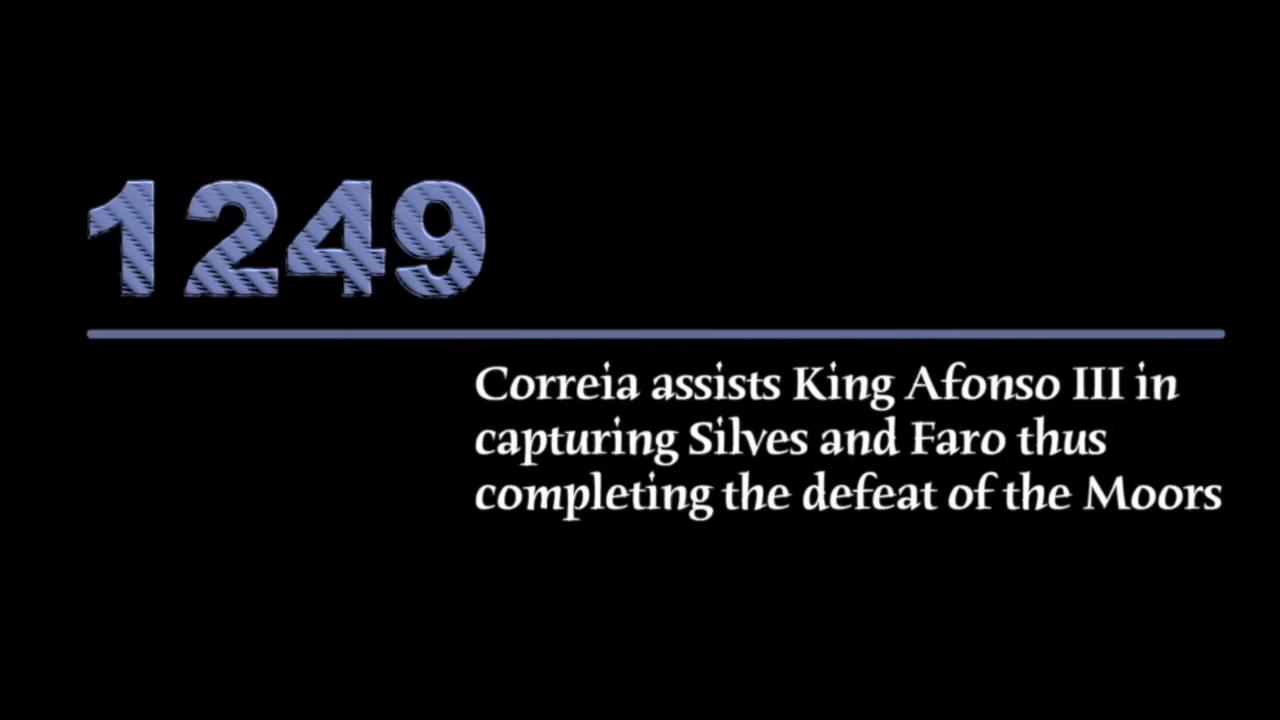 1249
Correia assists King Afonso III in
capturing Silves and Faro thus
completing the defeat of the Moors